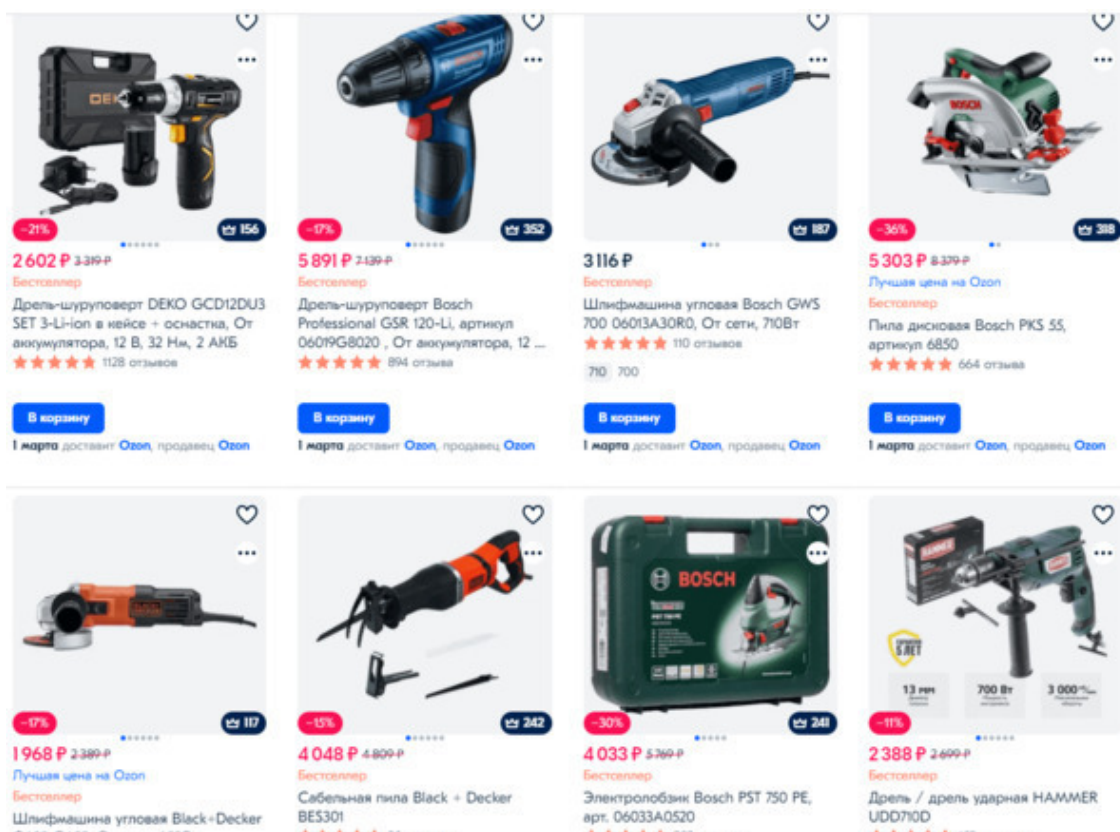 DEK
-21%
156
-17%
352
187
BOSCH
-36%
318
2 602 ₽ 3 319 ₽
Бестселлер
Дрель-шуруповерт DEKO GCD12DU3
SET 3-Li-ion в кейсе + оснастка, От
аккумулятора, 12 В, 32 Нм, 2 АКБ
1128 отзывов
В корзину
1 марта доставит Ozon, продавец Ozon
5 891 ₽ 7 139 ₽
Бестселлер
Дрель-шуруповерт Bosch
Professional GSR 120-Li, артикул
06019G8020 , От аккумулятора, 12 ...
894 отзыва
В корзину
1 марта доставит Ozon, продавец Ozon
3 116 ₽
Бестселлер
Шлифмашина угловая Bosch GWS
700 06013A30R0, От сети, 710Вт
110 отзывов
710 700
В корзину
1 марта доставит Ozon, продавец Ozon
5 303 ₽ 8 379 ₽
Лучшая цена на Ozon
Бестселлер
Пила дисковая Bosch PKS 55,
артикул 6850
664 отзыва
В корзину
1 марта доставит Ozon, продавец Ozon
-17%
117
1 968 ₽ 2 389 ₽
Лучшая цена на Ozon
Бестселлер
Шлифмашина угловая Black+Decker
-15%
242
4 048 ₽ 4 809 ₽
Бестселлер
Сабельная пила Black + Decker
BES301
BOSCH
PST 750 PE
-30%
241
4 033 ₽ 5 769 ₽
Бестселлер
Электролобзик Bosch PST 750 PE,
арт. 06033A0520
HAMMER
5 ЛЕТ
13 мм
700 Вт
3 000
-11%
2 388 ₽ 2 699 ₽
Бестселлер
Дрель / дрель ударная HAMMER
UDD710D